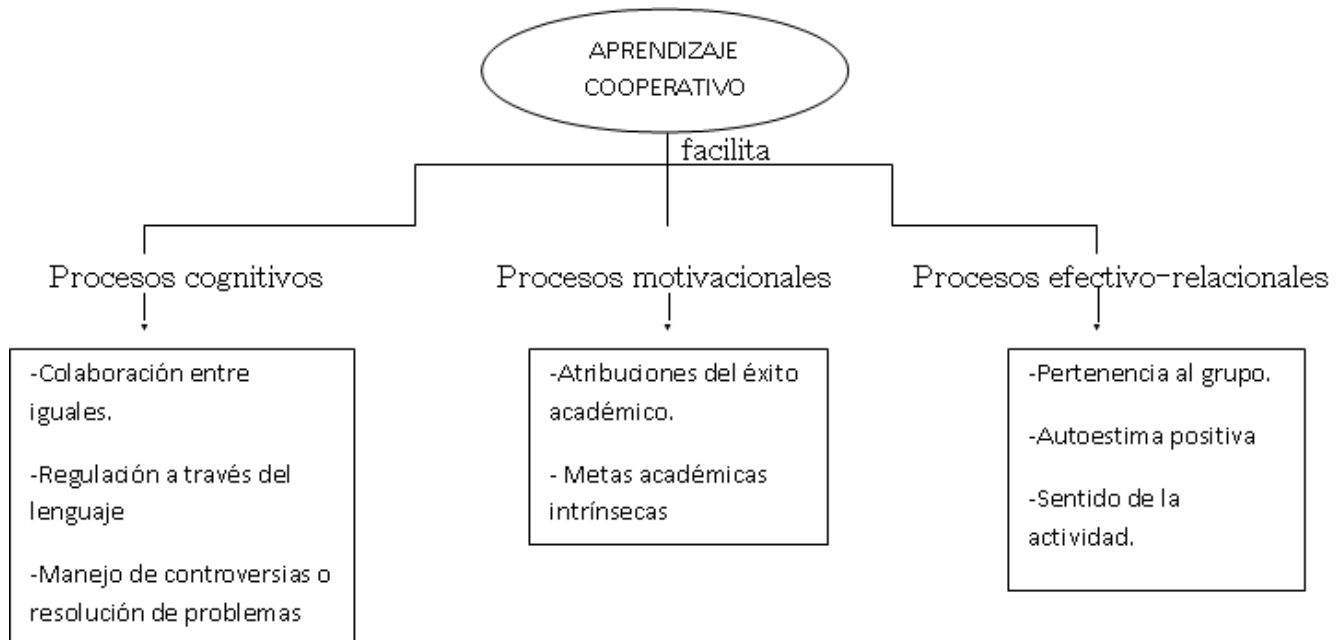 APRENDIZAJE
COOPERATIVO
facilita
Procesos cognitivos
Procesos motivacionales
Procesos efectivo-relacionales
-Colaboración entre
iguales.
-Regulación a través del
lenguaje
-Manejo de controversias o
resolución de problemas
-Atribuciones del éxito
académico.
- Metas académicas
intrínsecas
-Pertenencia al grupo.
-Autoestima positiva
-Sentido de la
actividad.